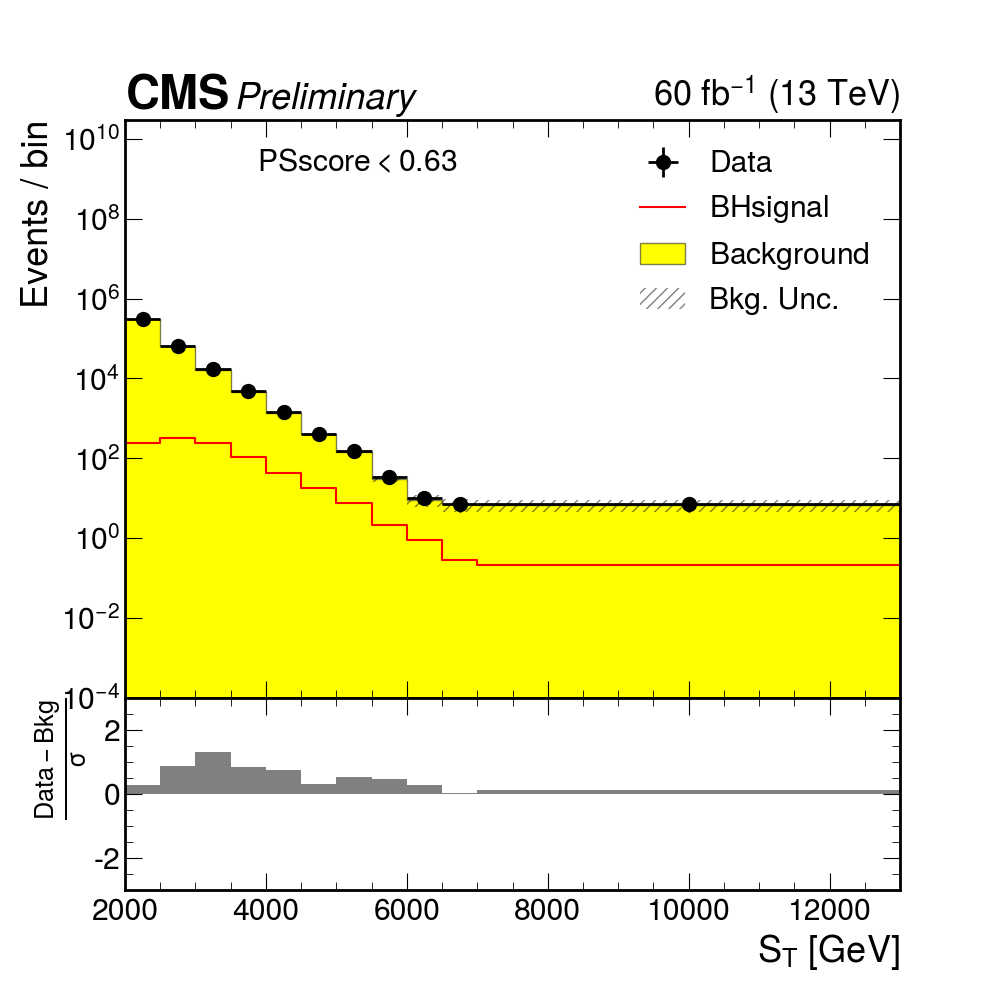 CMS Preliminary 60 fb⁻¹ (13 TeV)
Events / bin
PSscore < 0.63
Data
BHsignal
Background
Bkg. Unc.
10¹⁰
10⁸
10⁶
10⁴
10²
10⁰
10⁻²
10⁻⁴
Data – Bkg
σ
2
0
-2
2000 4000 6000 8000 10000 12000
S_T [GeV]